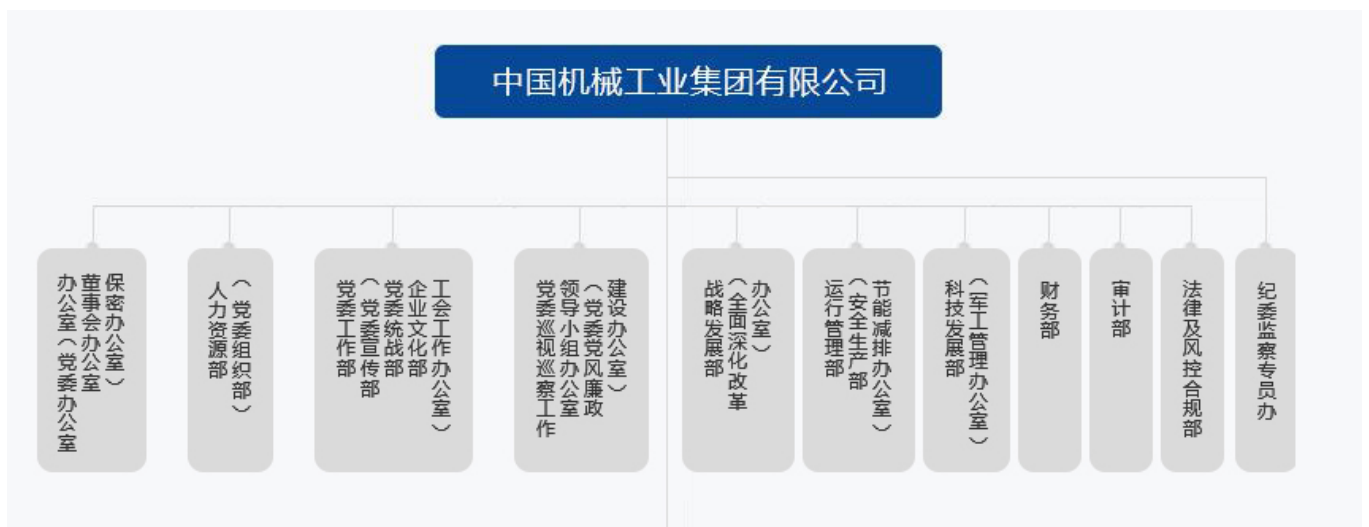 中国机械工业集团有限公司
办公室（党委办公室
董事会办公室
保密办公室）
人力资源部
（党委组织部）
党委工作部
（党委宣传部
党委统战部
企业文化部
工会工作办公室）
党委巡视巡察工作
领导小组办公室
（党委党风廉政
建设办公室）
战略发展部
（全面深化改革
办公室）
运行管理部
（安全生产部
节能减排办公室）
科技发展部
（军工管理办公室）
财务部
审计部
法律及风控合规部
纪委监察专员办